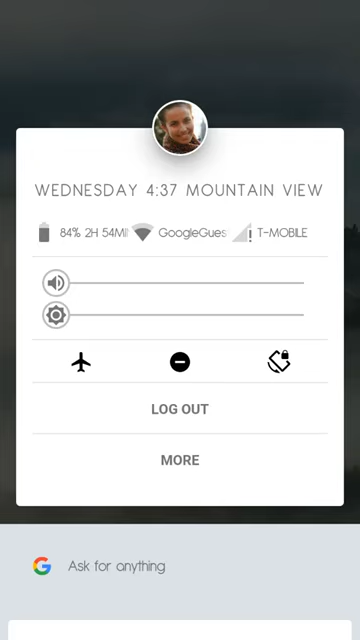 WEDNESDAY 4:37 MOUNTAIN VIEW
84% 2H 54MI GoogleGues T-MOBILE
LOG OUT
MORE
Ask for anything